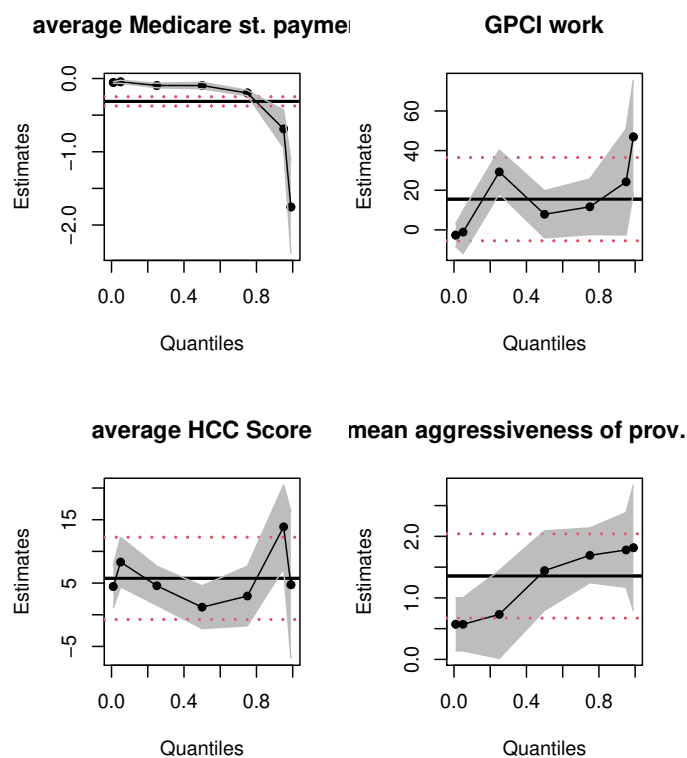 average Medicare st. paymen
Estimates
0.0
−1.0
−2.0
0.0
0.4
0.8
Quantiles
GPCI work
Estimates
60
40
20
0
0.0
0.4
0.8
Quantiles
average HCC Score
Estimates
15
5
−5
0.0
0.4
0.8
Quantiles
mean aggressiveness of prov.
Estimates
2.0
1.0
0.0
0.0
0.4
0.8
Quantiles